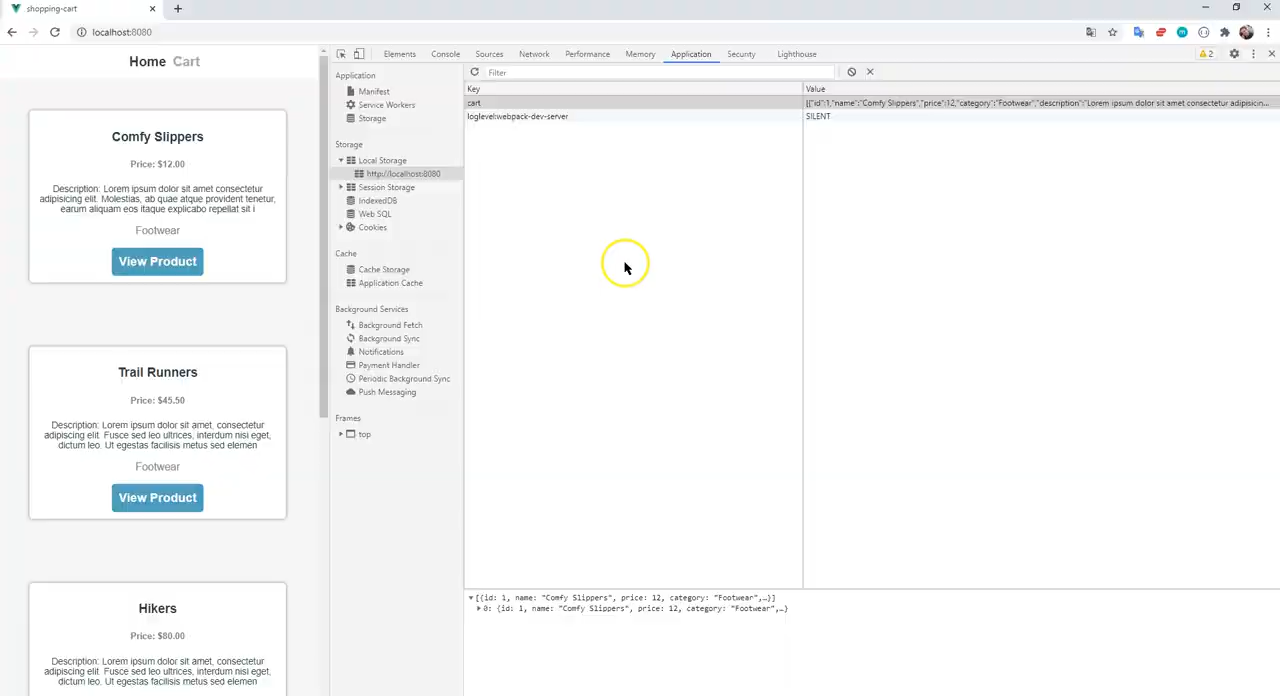 shopping-cart
localhost:8080
Home Cart
Comfy Slippers
Price: $12.00
Description: Lorem ipsum dolor sit amet consectetur
adipisicing elit. Molestias, ab quae atque provident tenetur,
earum aliquam eos itaque explicabo repellat sit i
Footwear
View Product
Trail Runners
Price: $45.50
Description: Lorem ipsum dolor sit amet, consectetur
adipiscing elit. Fusce sed leo ultrices, interdum nisi eget,
dictum leo. Ut egestas facilisis metus sed elemen
Footwear
View Product
Hikers
Price: $80.00
Description: Lorem ipsum dolor sit amet, consectetur
adipiscing elit. Fusce sed leo ultrices, interdum nisi eget,
dictum leo. Ut egestas facilisis metus sed elemen
Elements Console Sources Network Performance Memory Application Security Lighthouse
2
Application
Manifest
Service Workers
Storage
Storage
Local Storage
http://localhost:8080
Session Storage
IndexedDB
Web SQL
Cookies
Cache
Cache Storage
Application Cache
Background Services
Background Fetch
Background Sync
Notifications
Payment Handler
Periodic Background Sync
Push Messaging
Frames
top
Filter
Key Value
cart [{"id":1,"name":"Comfy Slippers","price":12,"category":"Footwear","description":"Lorem ipsum dolor sit amet consectetur adipisicin...
loglevel:webpack-dev-server SILENT
[{id: 1, name: "Comfy Slippers", price: 12, category: "Footwear",…}]
0: {id: 1, name: "Comfy Slippers", price: 12, category: "Footwear",…}